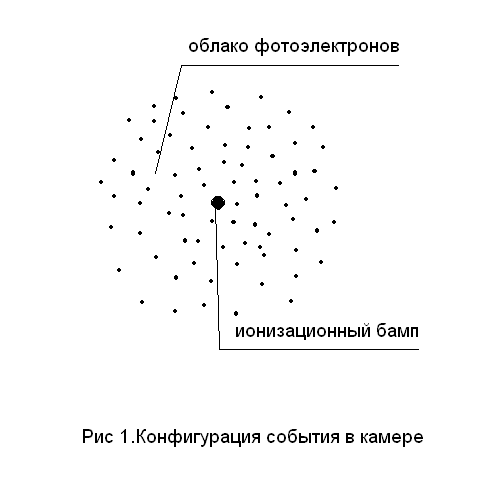 облако фотоэлектронов
ионизационный бамп
Рис 1.Конфигурация события в камере